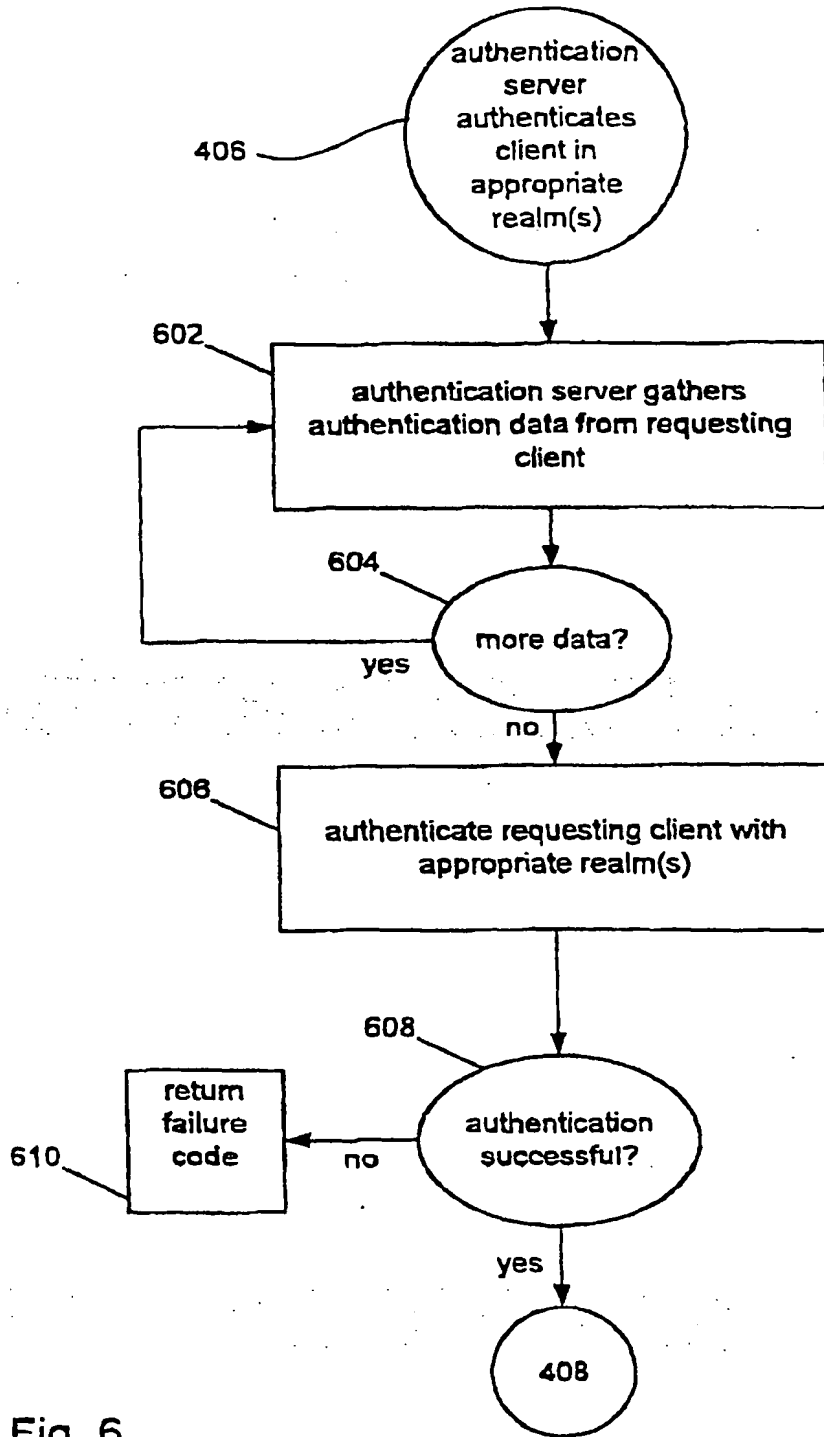 authentication
server
authenticates
client in
appropriate
realm(s)
406
602
authentication server gathers
authentication data from requesting
client
604
more data?
yes
no
606
authenticate requesting client with
appropriate realm(s)
608
authentication
successful?
return
failure
code
610
no
yes
408
Fig. 6